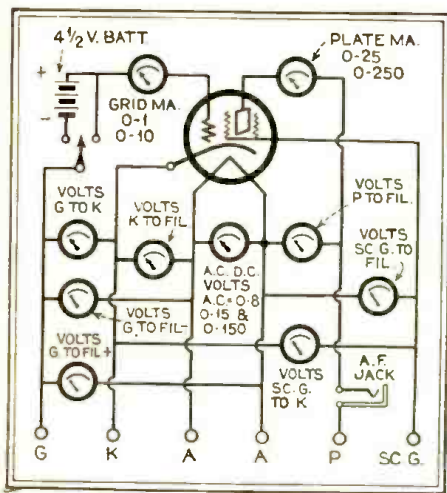 4½ V. BATT.
+
-
GRID MA.
0-1
0-10
PLATE MA.
0-25
0-250
VOLTS
G TO K
VOLTS
K TO FIL
A.C. D.C.
VOLTS
A.C.=0-8
0-15 &
0-150
VOLTS
P TO FIL.
VOLTS
SC. G. TO
FIL.
VOLTS
G. TO FIL-
VOLTS
G TO FIL+
VOLTS
SC. G.
TO K
A.F.
JACK
G
K
A
A
P
SC G.